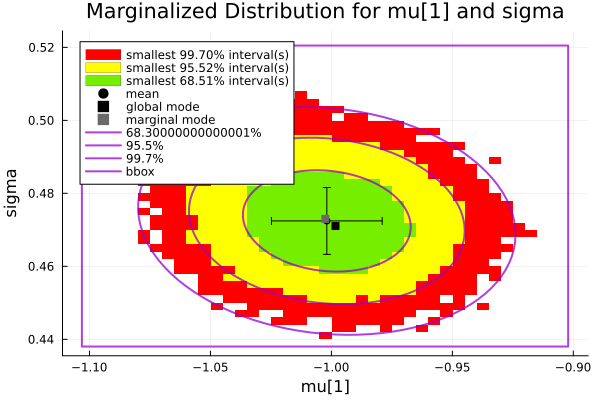 Marginalized Distribution for mu[1] and sigma
smallest 99.70% interval(s)
smallest 95.52% interval(s)
smallest 68.51% interval(s)
mean
global mode
marginal mode
68.30000000000001%
95.5%
99.7%
bbox
sigma
0.52
0.50
0.48
0.46
0.44
−1.10
−1.05
−1.00
−0.95
−0.90
mu[1]